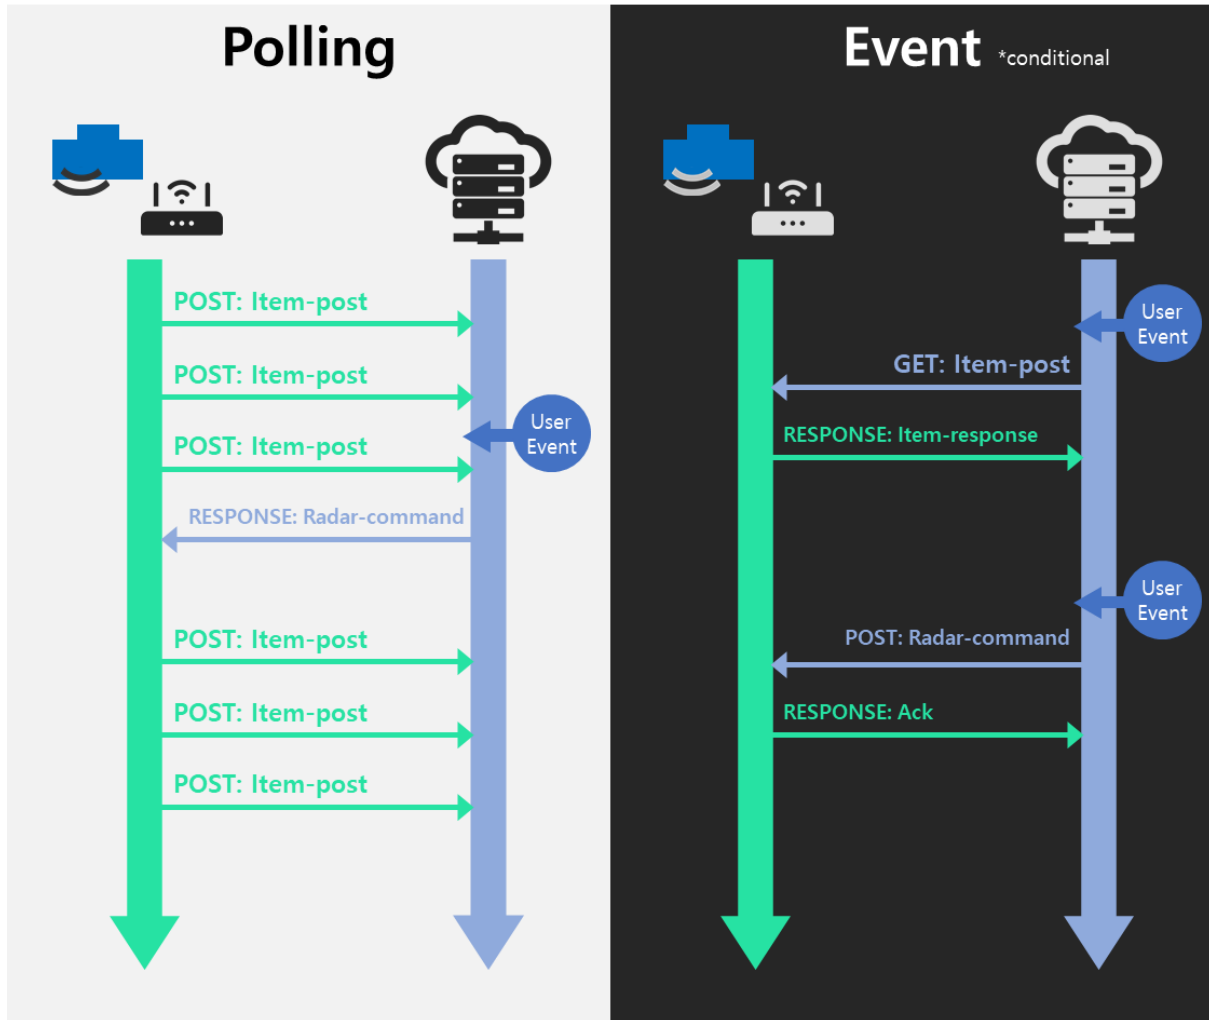 Polling
POST: Item-post
POST: Item-post
User
Event
POST: Item-post
RESPONSE: Radar-command
POST: Item-post
POST: Item-post
POST: Item-post
Event *conditional
User
Event
GET: Item-post
RESPONSE: Item-response
User
Event
POST: Radar-command
RESPONSE: Ack